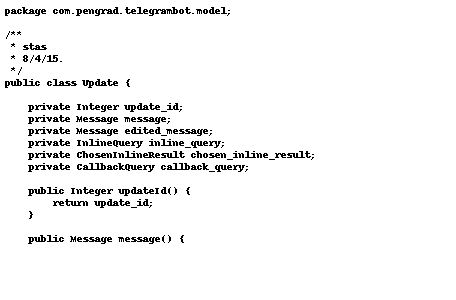 package com.pengrad.telegrambot.model;

/**
 * stas
 * 8/4/15.
 */
public class Update {

    private Integer update_id;
    private Message message;
    private Message edited_message;
    private InlineQuery inline_query;
    private ChosenInlineResult chosen_inline_result;
    private CallbackQuery callback_query;

    public Integer updateId() {
        return update_id;
    }

    public Message message() {